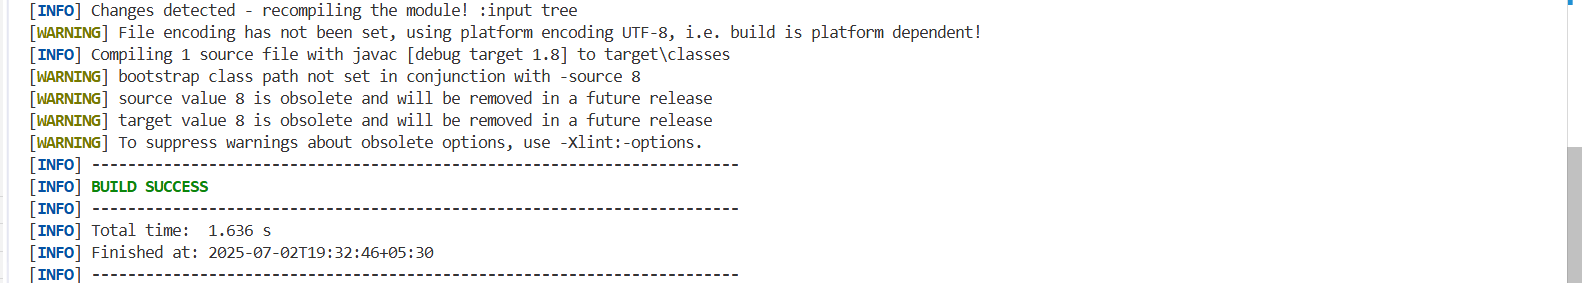 [INFO] Changes detected - recompiling the module! :input tree
[WARNING] File encoding has not been set, using platform encoding UTF-8, i.e. build is platform dependent!
[INFO] Compiling 1 source file with javac [debug target 1.8] to target\classes
[WARNING] bootstrap class path not set in conjunction with -source 8
[WARNING] source value 8 is obsolete and will be removed in a future release
[WARNING] target value 8 is obsolete and will be removed in a future release
[WARNING] To suppress warnings about obsolete options, use -Xlint:-options.
[INFO] ------------------------------------------------------------------------
[INFO] BUILD SUCCESS
[INFO] ------------------------------------------------------------------------
[INFO] Total time:  1.636 s
[INFO] Finished at: 2025-07-02T19:32:46+05:30
[INFO] ------------------------------------------------------------------------